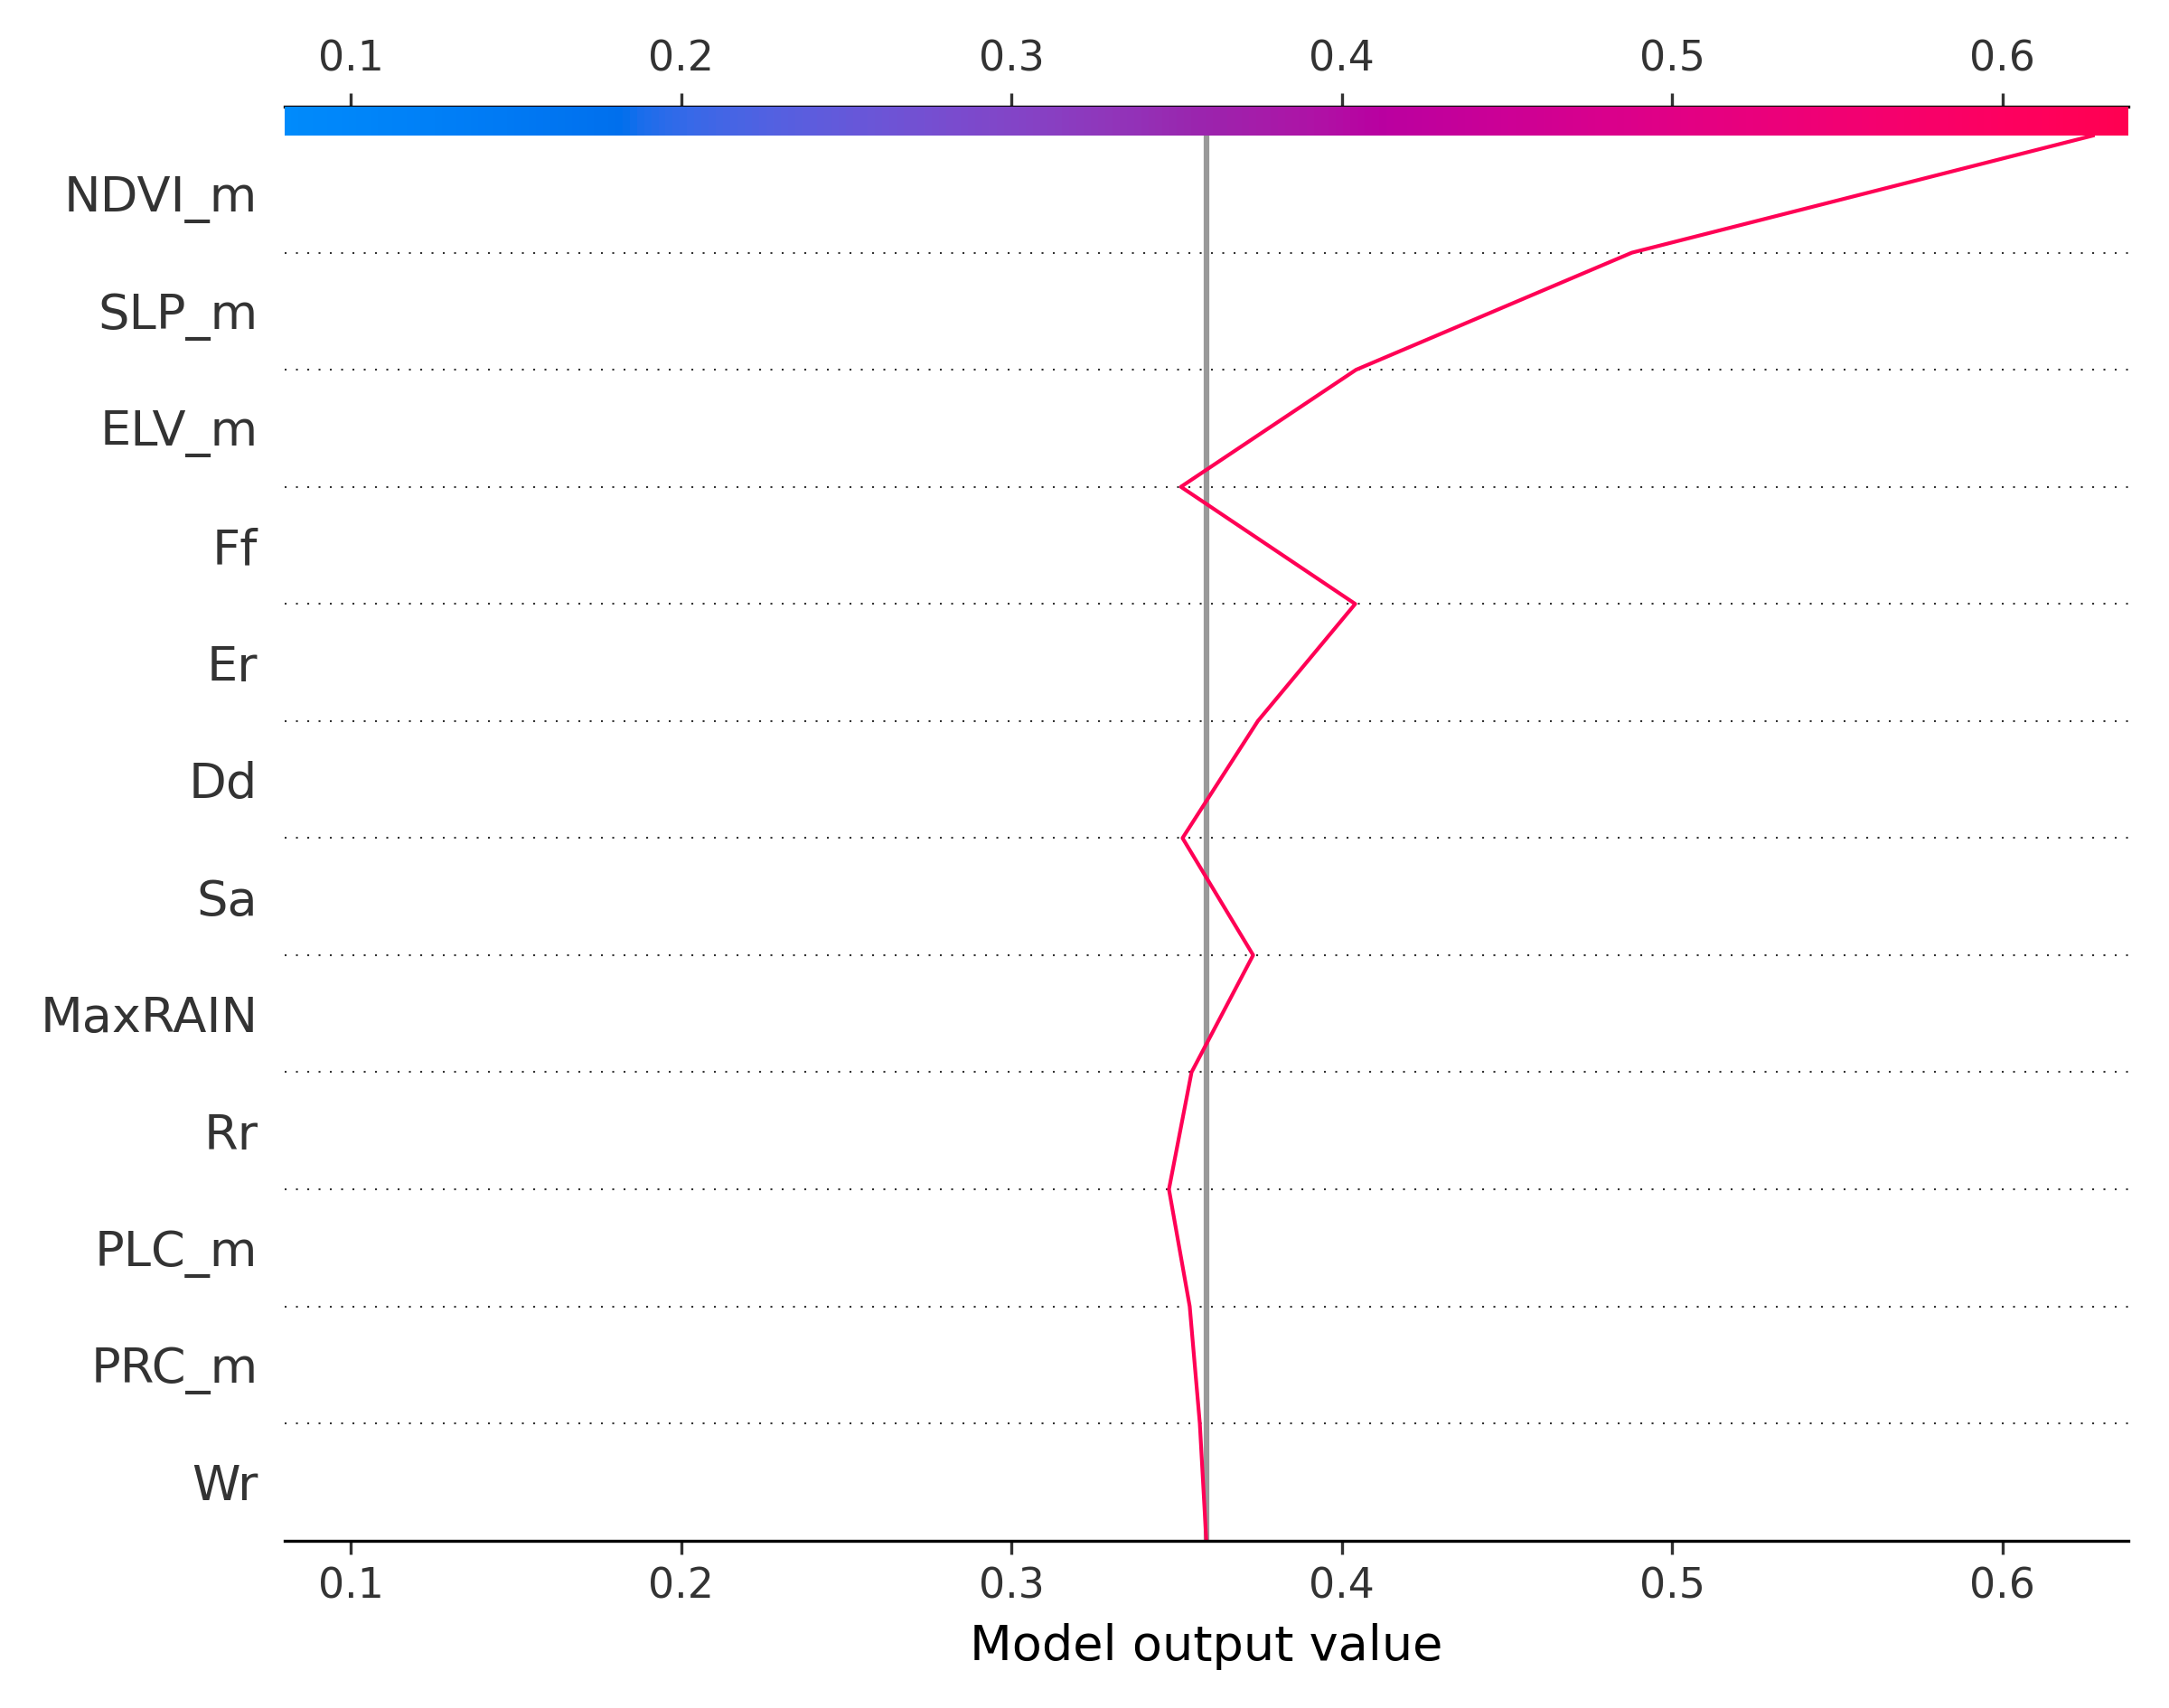 0.1 0.2 0.3 0.4 0.5 0.6
NDVI_m
SLP_m
ELV_m
Ff
Er
Dd
Sa
MaxRAIN
Rr
PLC_m
PRC_m
Wr
0.1 0.2 0.3 0.4 0.5 0.6
Model output value